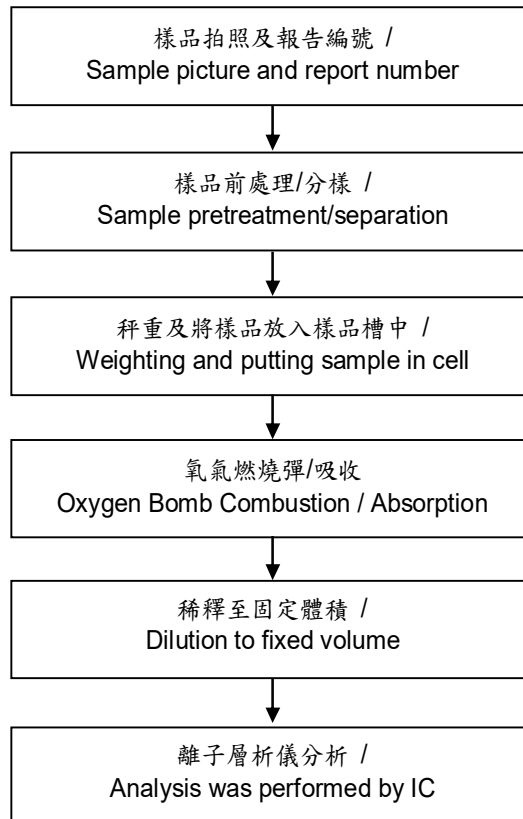 樣品拍照及報告編號 /
Sample picture and report number
樣品前處理/分樣 /
Sample pretreatment/separation
秤重及將樣品放入樣品槽中 /
Weighting and putting sample in cell
氧氣燃燒彈/吸收
Oxygen Bomb Combustion / Absorption
稀釋至固定體積 /
Dilution to fixed volume
離子層析儀分析 /
Analysis was performed by IC